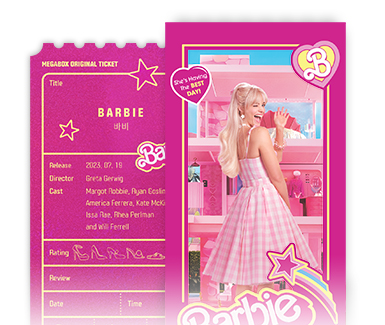 MEGABOX ORIGINAL TICKET
Title
BARBIE
바비
Barbie
Release 2023. 07. 19
Director Greta Gerwig
Cast Margot Robbie, Ryan Gosling
America Ferrera, Kate McKi
Issa Rae, Rhea Perlman
and Will Ferrell
Rating
Review
Date Time
B
She's Having
The BEST
DAY!
Barbie